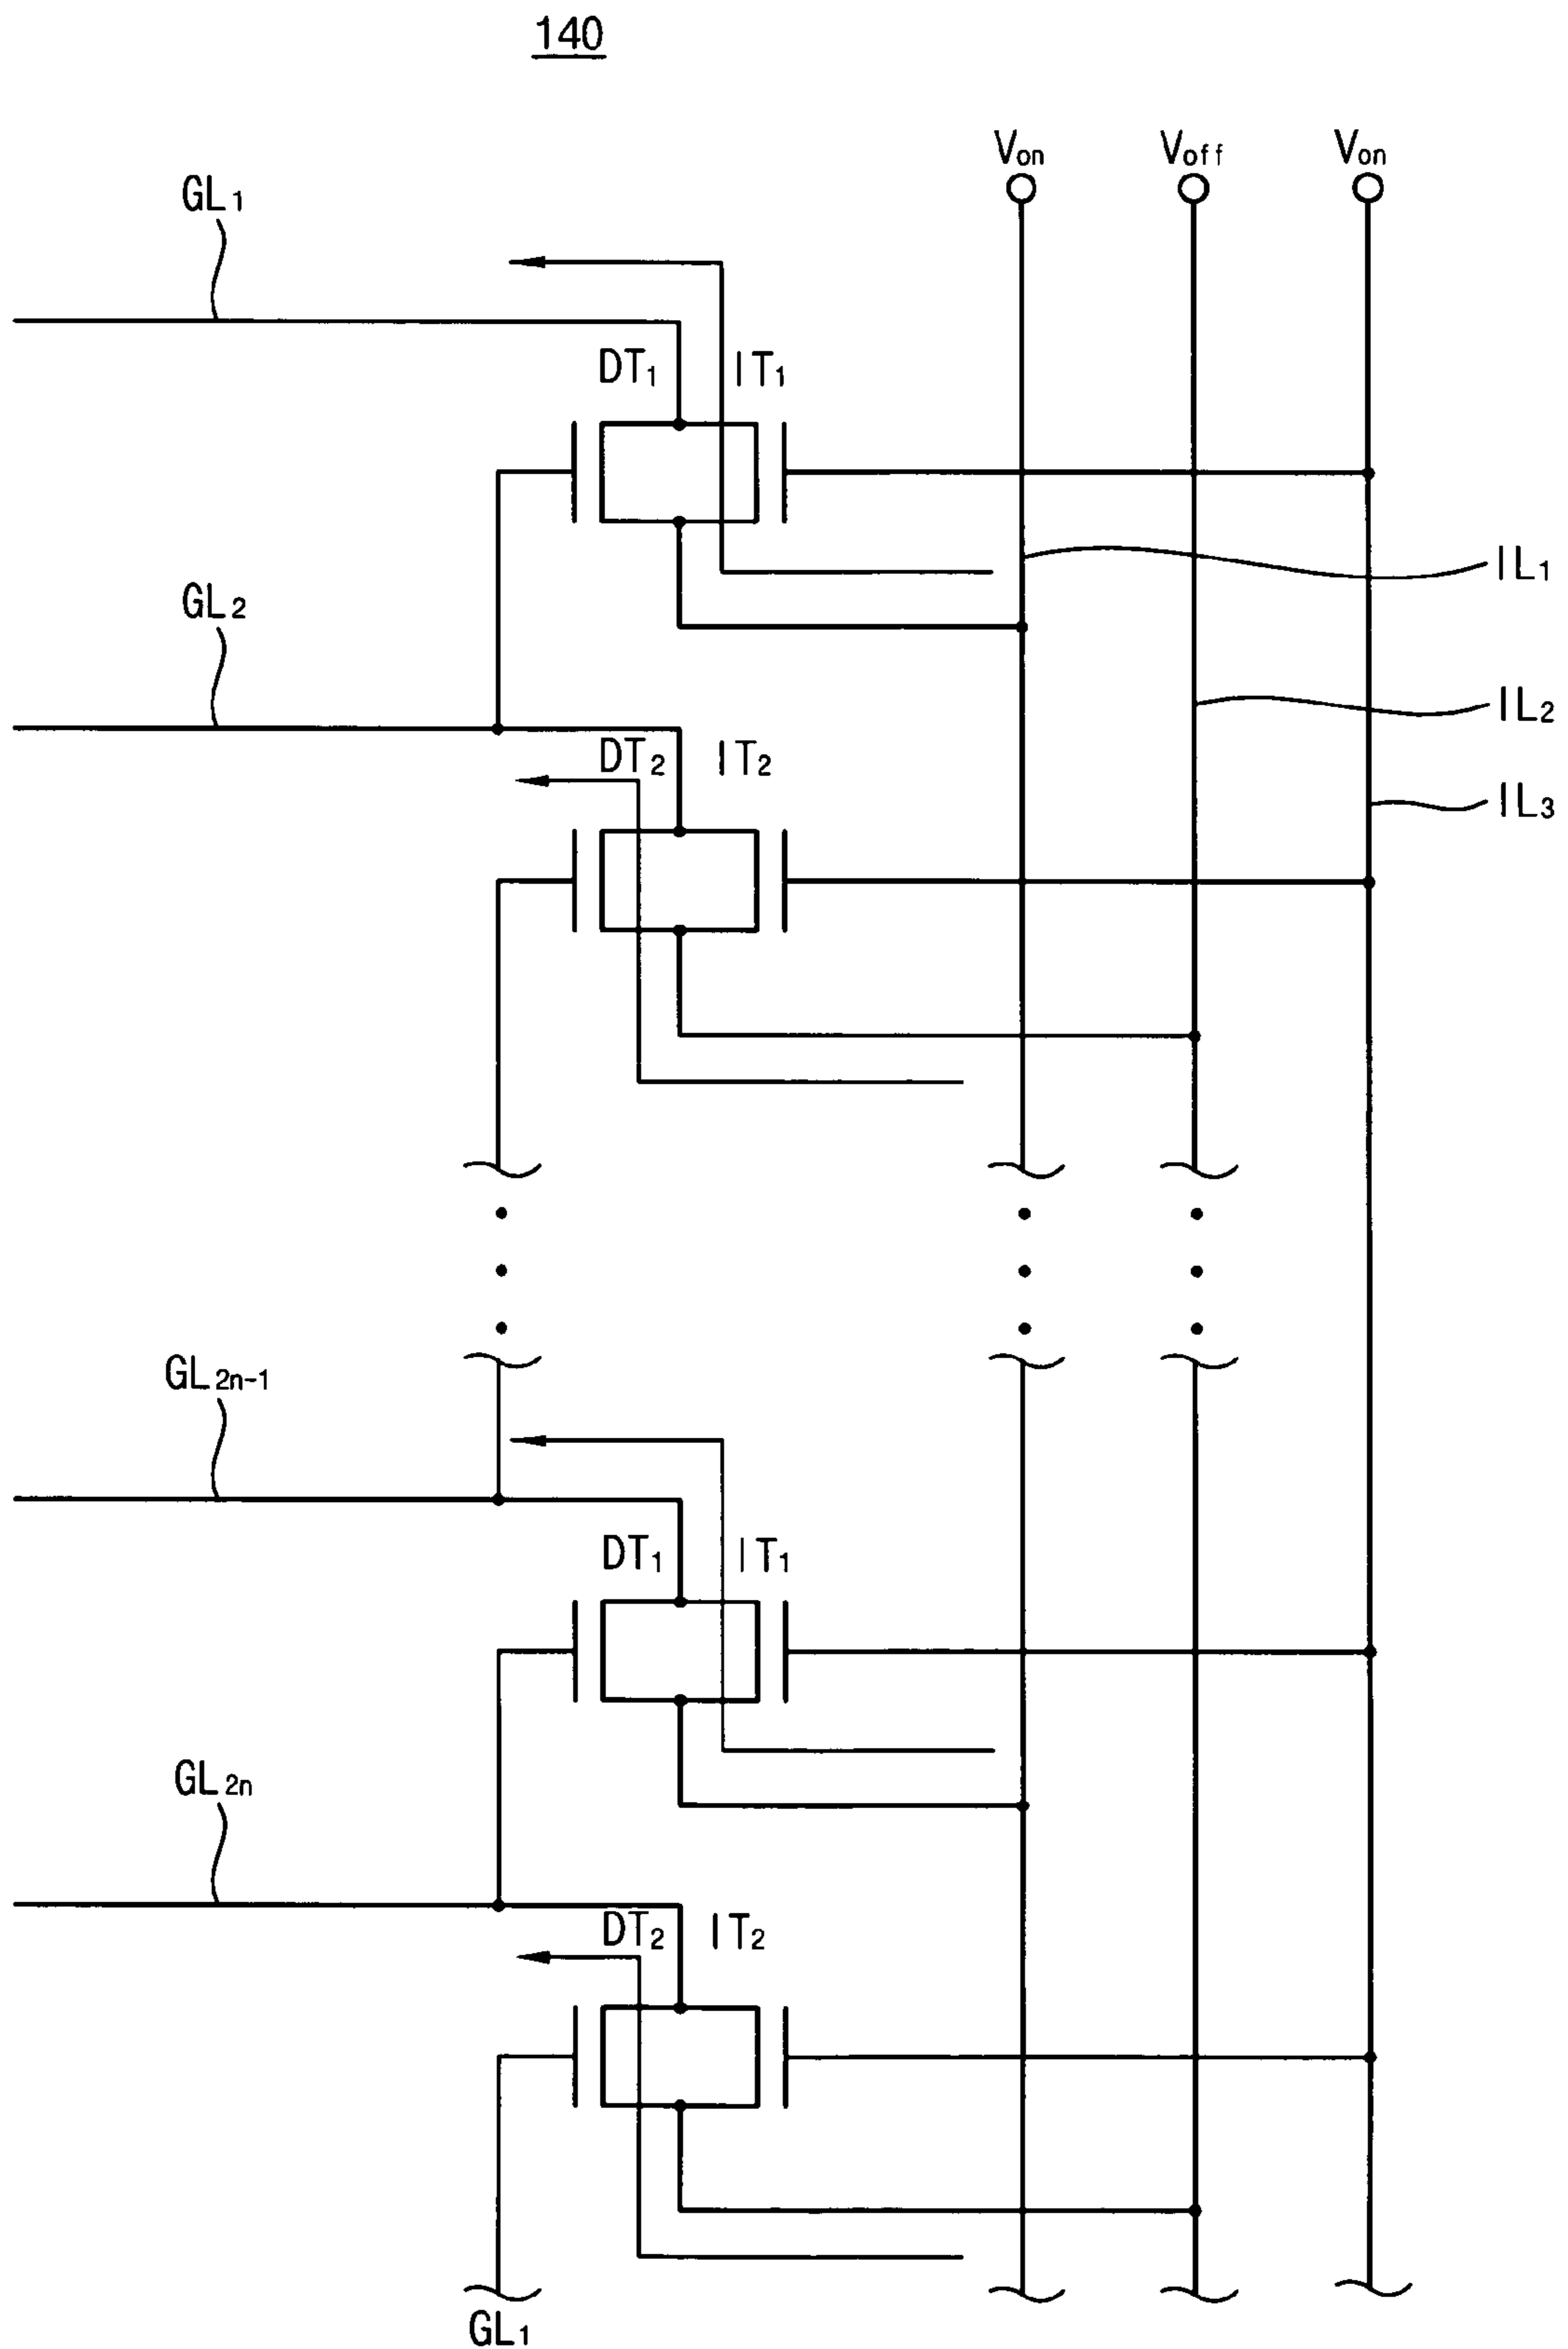 140
Von Voff Von
GL1
DT1 IT1
IL1
GL2
IL2
DT2 IT2
IL3
GL2n-1
DT1 IT1
GL2n
DT2 IT2
GL1